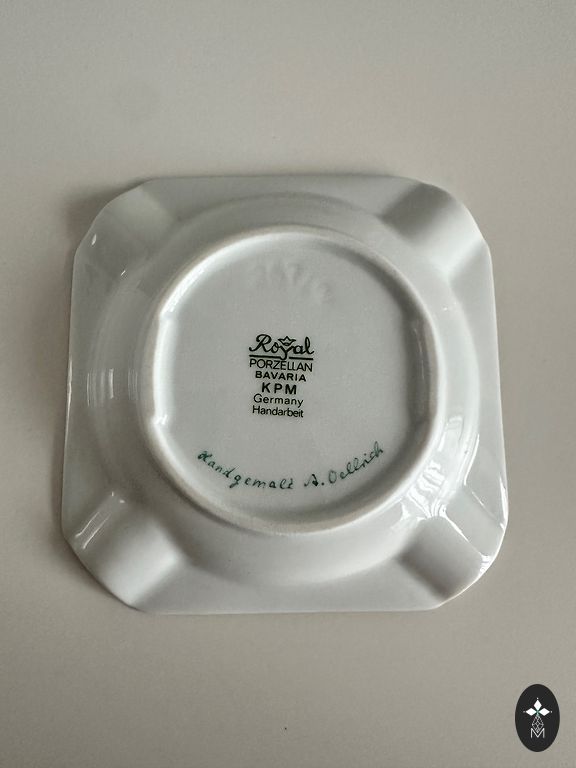 Royal
PORZELLAN
BAVARIA
KPM
Germany
Handarbeit
Handgemalt A. Oellrich
M